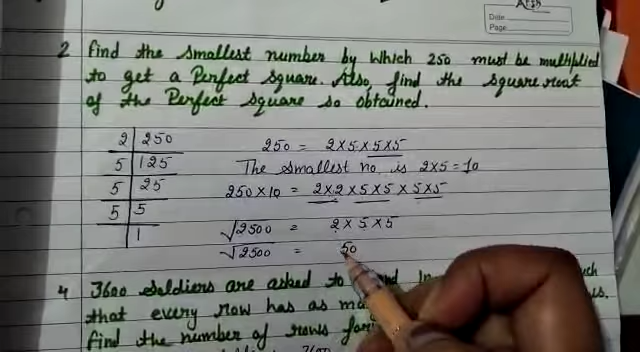 Date
Page
2 find the smallest number by which 250 must be multiplied
to get a Perfect Square. Also, find the square root
of the Perfect Square so obtained.
2 | 250
5 | 125
5 | 25
5 | 5
1
250 = 2×5×5×5
The smallest no. is 2×5=10
250×10 = 2×2×5×5×5×5
√2500 = 2×5×5
√2500 = 50
4 3600 Soldiers are asked to
that every row has as
find the number of rows
3600